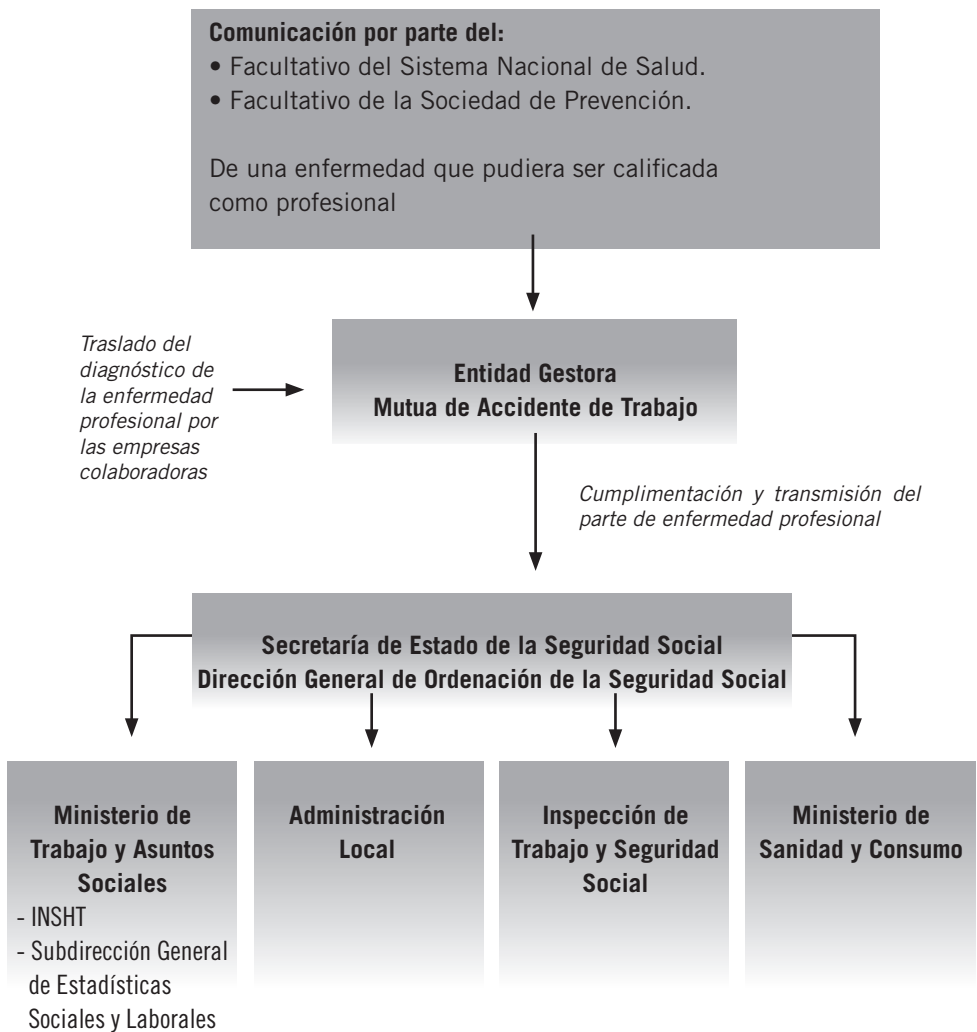 Comunicación por parte del:
• Facultativo del Sistema Nacional de Salud.
• Facultativo de la Sociedad de Prevención.
De una enfermedad que pudiera ser calificada
como profesional
Traslado del
diagnóstico de
la enfermedad
profesional por
las empresas
colaboradoras
Entidad Gestora
Mutua de Accidente de Trabajo
Cumplimentación y transmisión del
parte de enfermedad profesional
Secretaría de Estado de la Seguridad Social
Dirección General de Ordenación de la Seguridad Social
Ministerio de
Trabajo y Asuntos
Sociales
- INSHT
- Subdirección General
de Estadísticas
Sociales y Laborales
Administración
Local
Inspección de
Trabajo y Seguridad
Social
Ministerio de
Sanidad y Consumo